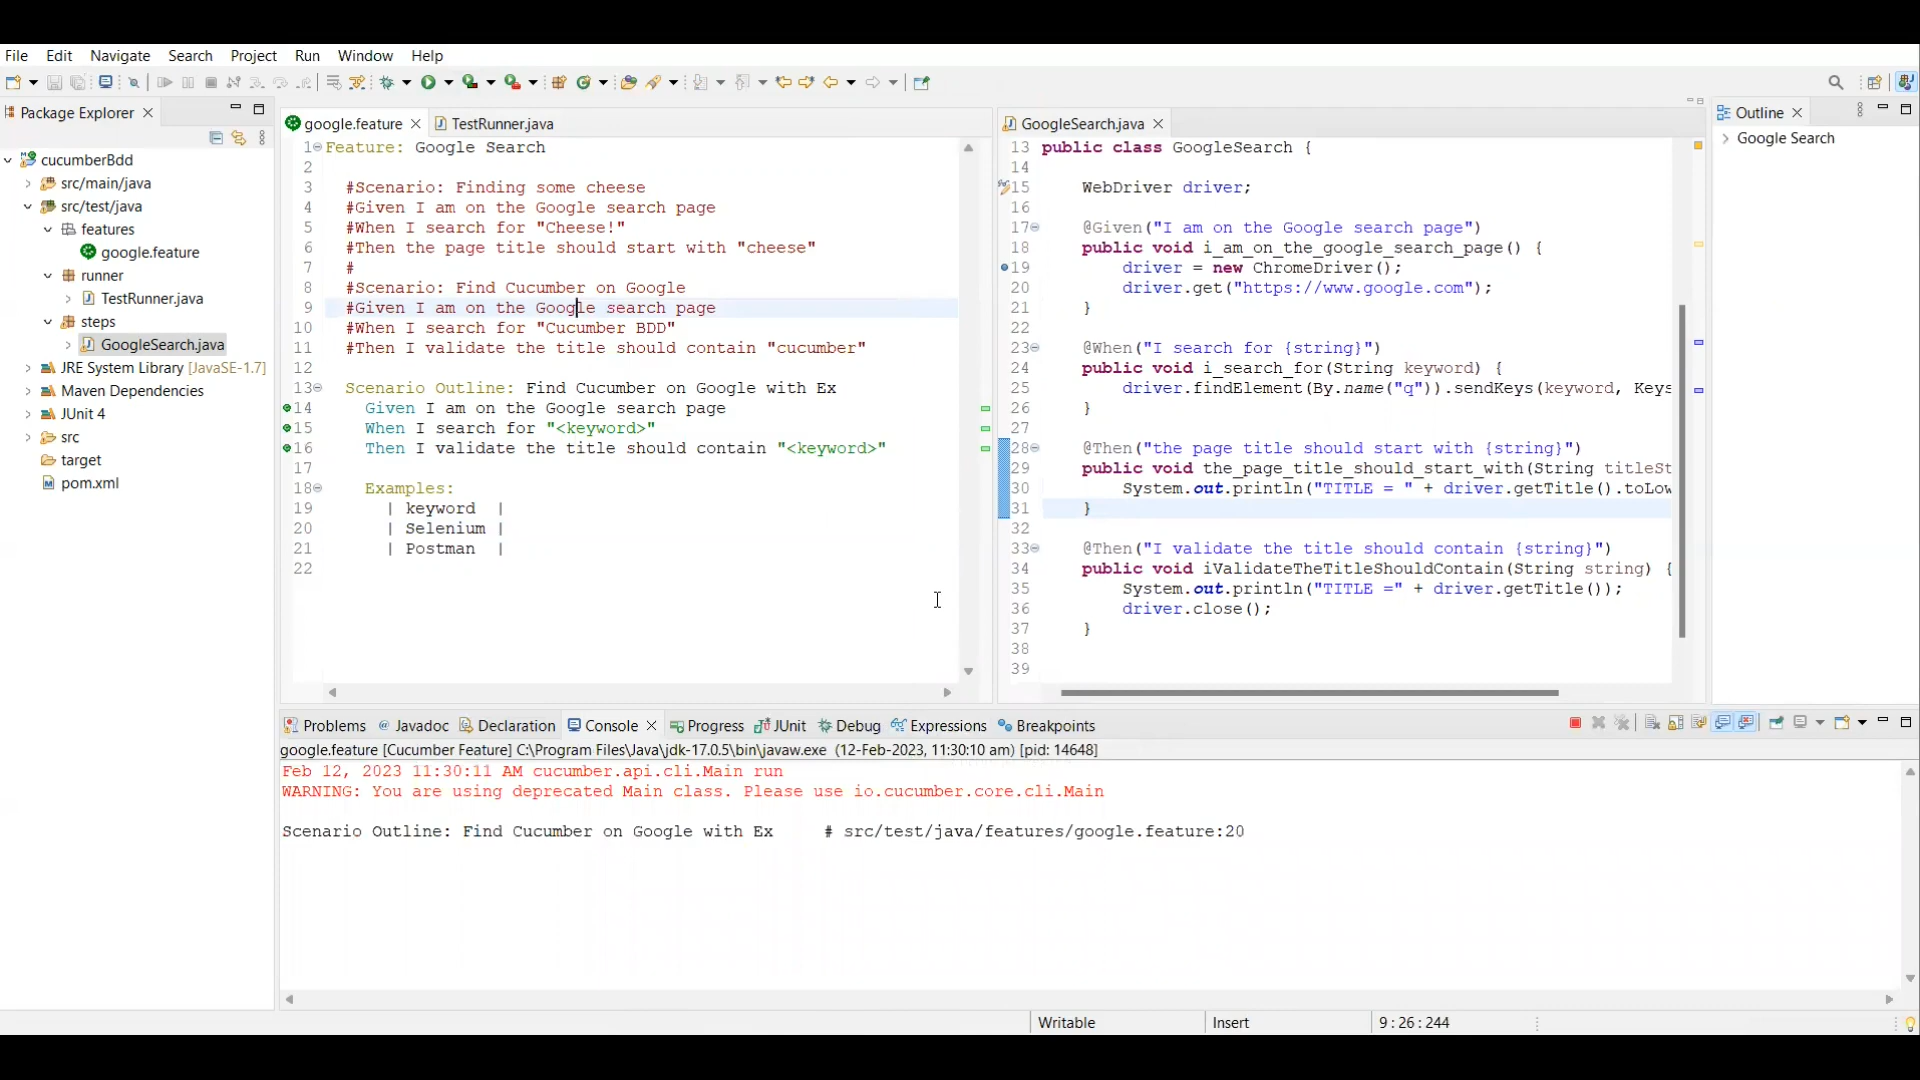 File Edit Navigate Search Project Run Window Help
Package Explorer
cucumberBdd
src/main/java
src/test/java
features
google.feature
runner
TestRunner.java
steps
GoogleSearch.java
JRE System Library [JavaSE-1.7]
Maven Dependencies
JUnit 4
src
target
pom.xml
google.feature TestRunner.java
1 Feature: Google Search
2
3 #Scenario: Finding some cheese
4 #Given I am on the Google search page
5 #When I search for "Cheese!"
6 #Then the page title should start with "cheese"
7 #
8 #Scenario: Find Cucumber on Google
9 #Given I am on the Google search page
10 #When I search for "Cucumber BDD"
11 #Then I validate the title should contain "cucumber"
12
13 Scenario Outline: Find Cucumber on Google with Ex
14 Given I am on the Google search page
15 When I search for "<keyword>"
16 Then I validate the title should contain "<keyword>"
17
18 Examples:
19 | keyword |
20 | Selenium |
21 | Postman |
22
GoogleSearch.java
13 public class GoogleSearch {
14
15 WebDriver driver;
16
17 @Given("I am on the Google search page")
18 public void i_am_on_the_google_search_page() {
19 driver = new ChromeDriver();
20 driver.get("https://www.google.com");
21 }
22
23 @When("I search for {string}")
24 public void i_search_for(String keyword) {
25 driver.findElement(By.name("q")).sendKeys(keyword, Keys
26 }
27
28 @Then("the page title should start with {string}")
29 public void the_page_title_should_start_with(String titleSt
30 System.out.println("TITLE = " + driver.getTitle().toLow
31 }
32
33 @Then("I validate the title should contain {string}")
34 public void iValidateTheTitleShouldContain(String string) {
35 System.out.println("TITLE =" + driver.getTitle());
36 driver.close();
37 }
38
39
Outline
Google Search
Problems @ Javadoc Declaration Console Progress JUnit Debug Expressions Breakpoints
google.feature [Cucumber Feature] C:\Program Files\Java\jdk-17.0.5\bin\javaw.exe (12-Feb-2023, 11:30:10 am) [pid: 14648]
Feb 12, 2023 11:30:11 AM cucumber.api.cli.Main run
WARNING: You are using deprecated Main class. Please use io.cucumber.core.cli.Main
Scenario Outline: Find Cucumber on Google with Ex # src/test/java/features/google.feature:20
Writable Insert 9:26:244